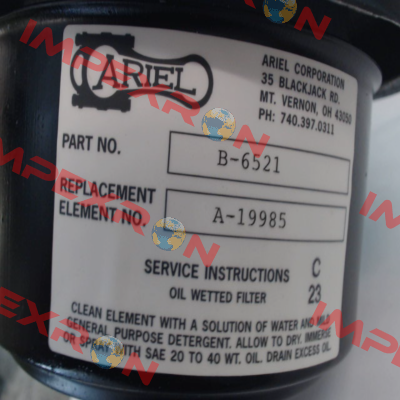 ARIEL
ARIEL CORPORATION
35 BLACKJACK RD.
MT. VERNON, OH 43050
PH: 740.397.0311
PART NO.
B-6521
REPLACEMENT
ELEMENT NO.
A-19985
SERVICE INSTRUCTIONS
OIL WETTED FILTER
C
23
CLEAN ELEMENT WITH A SOLUTION OF WATER AND MILD
GENERAL PURPOSE DETERGENT. ALLOW TO DRY. IMMERSE
OR SPRAY WITH SAE 20 TO 40 WT. OIL. DRAIN EXCESS OIL.
IMPEXRON